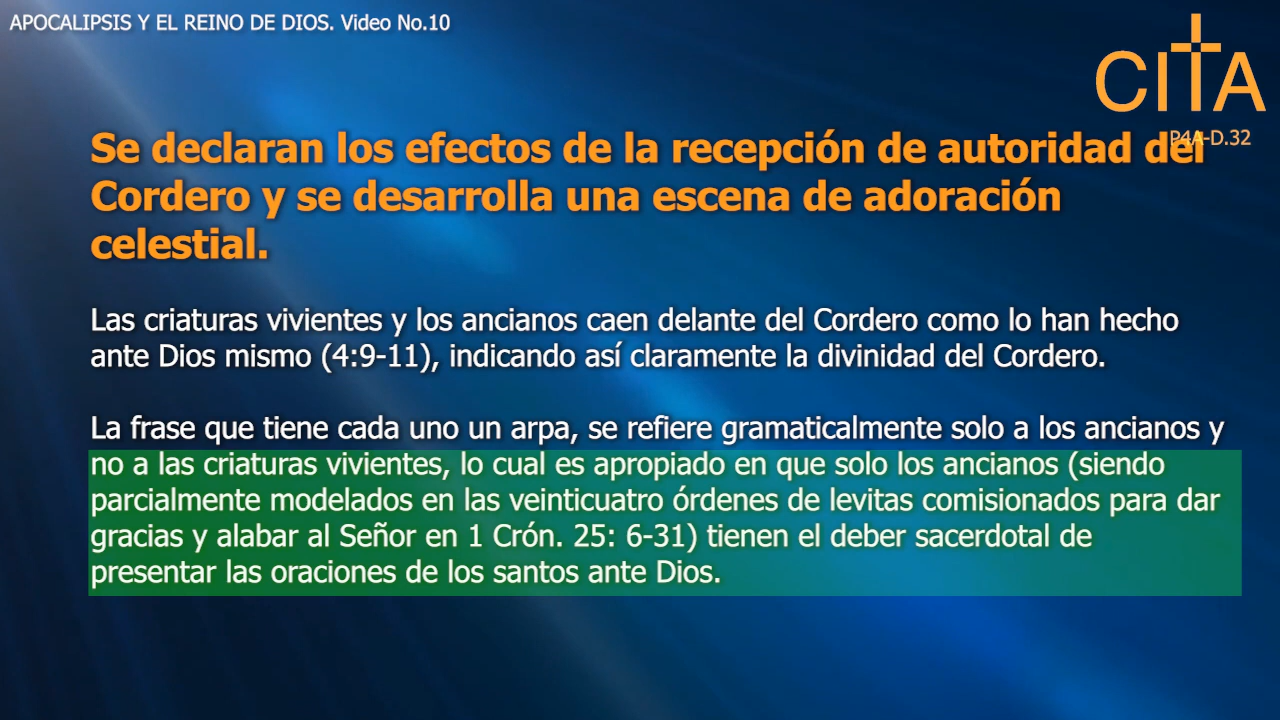 APOCALIPSIS Y EL REINO DE DIOS. Video No.10
CITA
P4A-D.32
Se declaran los efectos de la recepción de autoridad del
Cordero y se desarrolla una escena de adoración
celestial.
Las criaturas vivientes y los ancianos caen delante del Cordero como lo han hecho
ante Dios mismo (4:9-11), indicando así claramente la divinidad del Cordero.
La frase que tiene cada uno un arpa, se refiere gramaticalmente solo a los ancianos y
no a las criaturas vivientes, lo cual es apropiado en que solo los ancianos (siendo
parcialmente modelados en las veinticuatro órdenes de levitas comisionados para dar
gracias y alabar al Señor en 1 Crón. 25: 6-31) tienen el deber sacerdotal de
presentar las oraciones de los santos ante Dios.